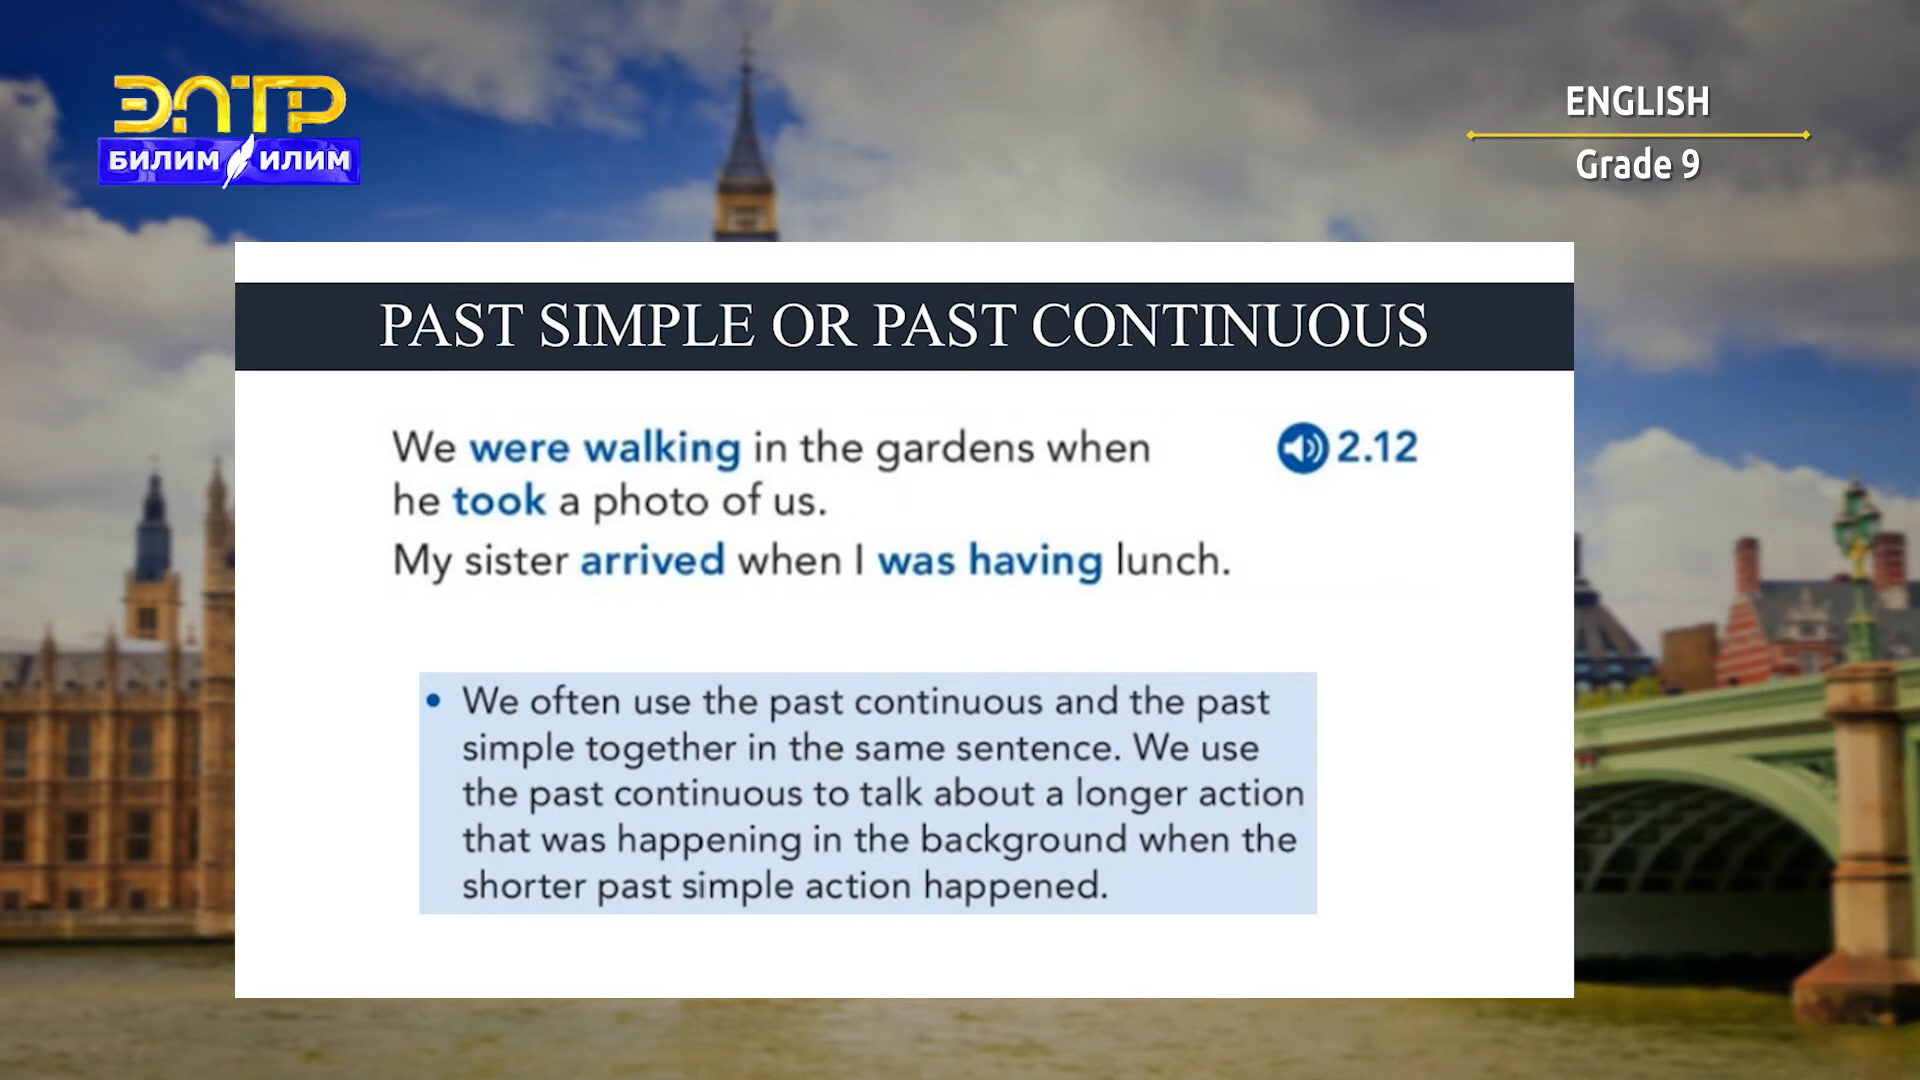 ЭЛТР
БИЛИМ ИЛИМ
ENGLISH
Grade 9
PAST SIMPLE OR PAST CONTINUOUS
We were walking in the gardens when
2.12
he took a photo of us.
My sister arrived when I was having lunch.
• We often use the past continuous and the past
simple together in the same sentence. We use
the past continuous to talk about a longer action
that was happening in the background when the
shorter past simple action happened.